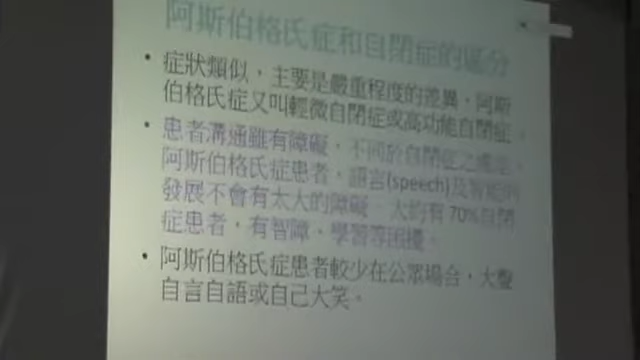 阿斯伯格氏症和自閉症的區分
• 症狀類似，主要是嚴重程度的差異，阿斯
伯格氏症又叫輕微自閉症或高功能自閉症。
• 患者溝通雖有障礙，不同於自閉症之處是，
阿斯伯格氏症患者，語言(speech)及智能的
發展不會有太大的障礙。大約有70%自閉
症患者，有智障、學習等困擾。
• 阿斯伯格氏症患者較少在公眾場合，大聲
自言自語或自己大笑。